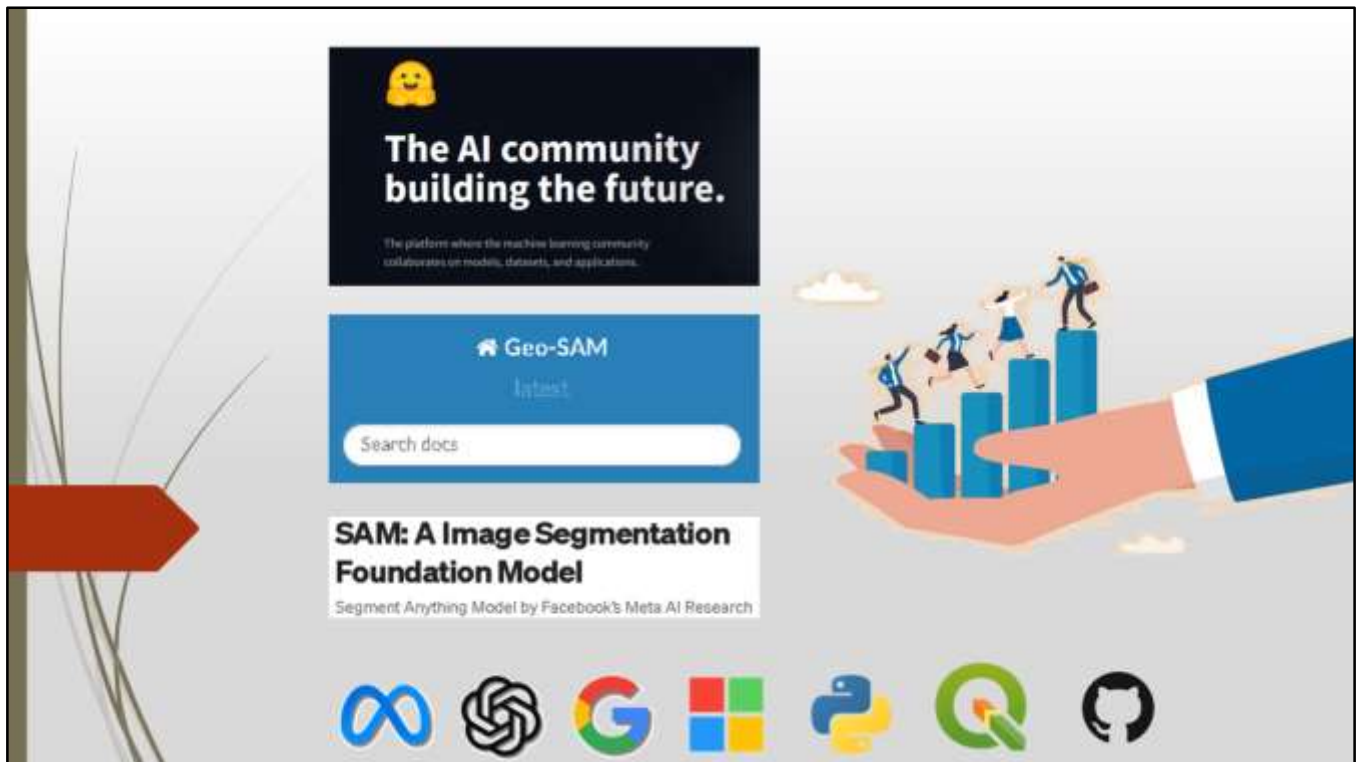 The AI community
building the future.
The platform where the machine learning community
collaborates on models, datasets, and applications.
Geo-SAM
latest
Search docs
SAM: A Image Segmentation
Foundation Model
Segment Anything Model by Facebook's Meta AI Research